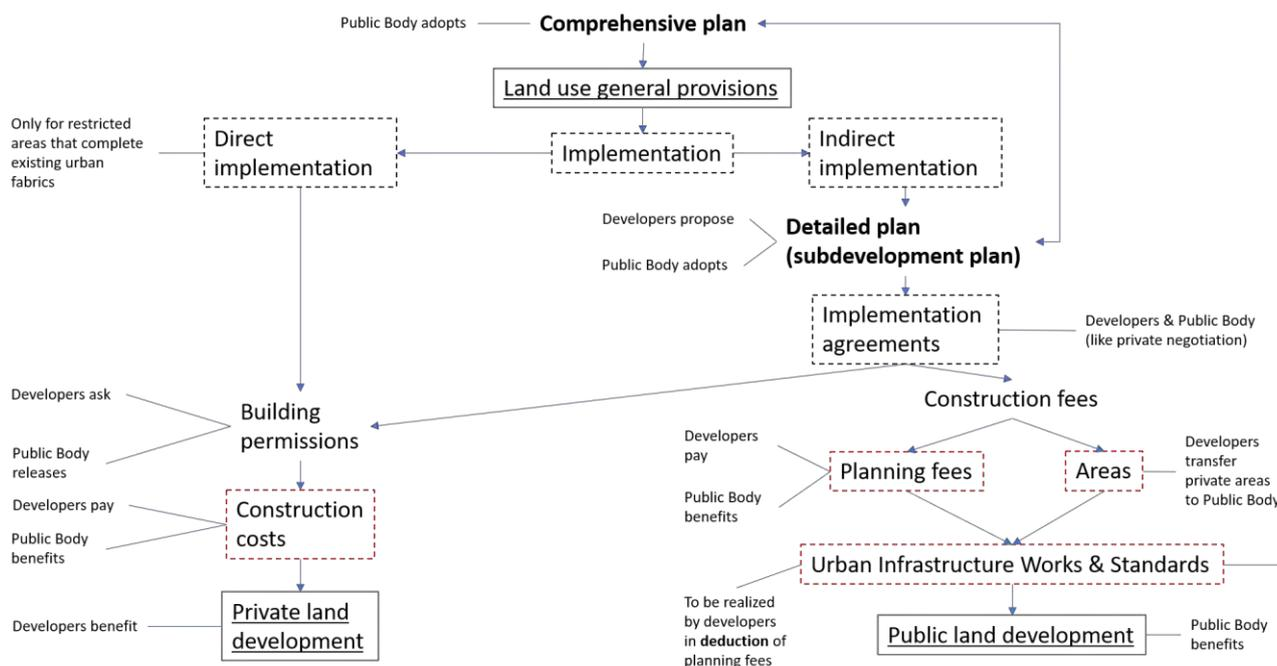 Public Body adopts
Comprehensive plan
Land use general provisions
Only for restricted
areas that complete
existing urban
fabrics
Direct
implementation
Implementation
Indirect
implementation
Developers propose
Public Body adopts
Detailed plan
(subdevelopment plan)
Implementation
agreements
Developers & Public Body
(like private negotiation)
Developers ask
Public Body
releases
Building
permissions
Construction fees
Developers
pay
Public Body
benefits
Planning fees
Areas
Developers
transfer
private areas
to Public Body
Developers pay
Public Body
benefits
Construction
costs
Urban Infrastructure Works & Standards
To be realized
by developers
in deduction of
planning fees
Developers benefit
Private land
development
Public land development
Public Body
benefits